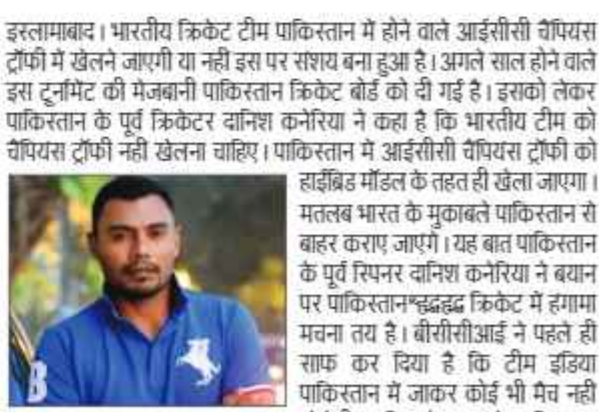 इस्लामाबाद। भारतीय क्रिकेट टीम पाकिस्तान में होने वाले आईसीसी चैंपियंस
ट्रॉफी में खेलने जाएगी या नही इस पर संशय बना हुआ है। अगले साल होने वाले
इस टूर्नामेंट की मेजबानी पाकिस्तान क्रिकेट बोर्ड को दी गई है। इसको लेकर
पाकिस्तान के पूर्व क्रिकेटर दानिश कनेरिया ने कहा है कि भारतीय टीम को
चैंपियंस ट्रॉफी नही खेलना चाहिए। पाकिस्तान में आईसीसी चैंपियंस ट्रॉफी को
हाईब्रिड मॉडल के तहत ही खेला जाएगा।
मतलब भारत के मुकाबले पाकिस्तान से
बाहर कराए जाएंगे। यह बात पाकिस्तान
के पूर्व स्पिनर दानिश कनेरिया ने बयान
पर पाकिस्तान क्रिकेट में हंगामा
मचना तय है। बीसीसीआई ने पहले ही
साफ कर दिया है कि टीम इंडिया
पाकिस्तान में जाकर कोई भी मैच नही
B